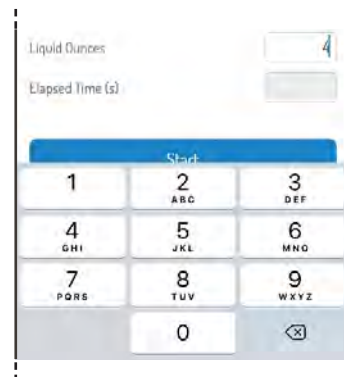 Liquid Ounces 4
Elapsed Time (s)
Start
1 2 3
ABC DEF
4 5 6
GHI JKL MNO
7 8 9
PQRS TUV WXYZ
0